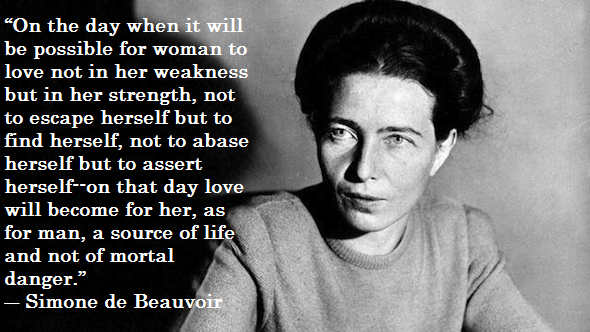 “On the day when it will
be possible for woman to
love not in her weakness
but in her strength, not
to escape herself but to
find herself, not to abase
herself but to assert
herself--on that day love
will become for her, as
for man, a source of life
and not of mortal
danger.”
— Simone de Beauvoir